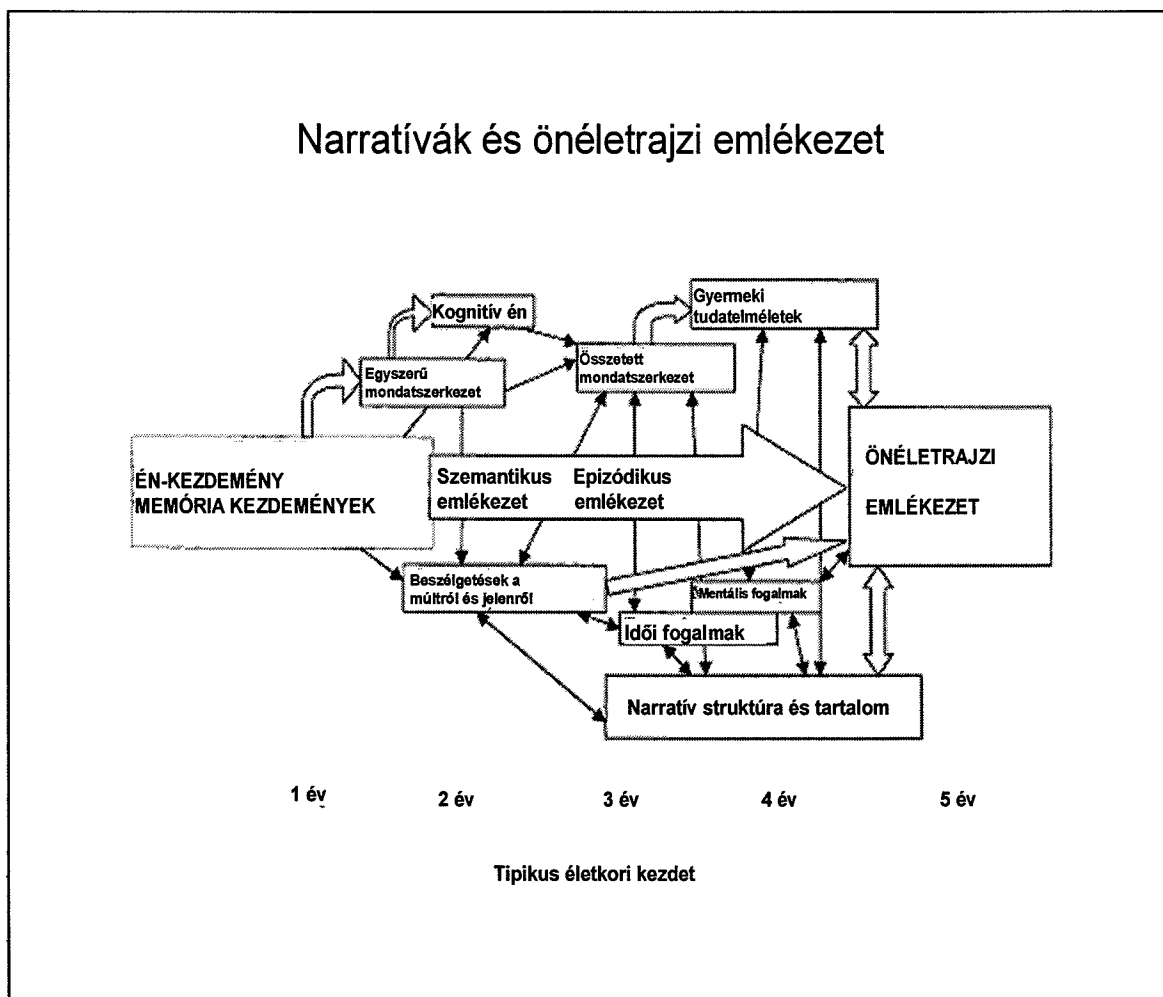 Narratívák és önéletrajzi emlékezet
Gyermeki
tudatelméletek
Kognitív én
Összetett
mondatszerkezet
Egyszerű
mondatszerkezet
ÉN-KEZDEMÉNY
MEMÓRIA KEZDEMÉNYEK
Szemantikus
emlékezet
Epizódikus
emlékezet
ÖNÉLETRAJZI
EMLÉKEZET
Beszélgetések a
múltról és jelenről
Mentális fogalmak
Idői fogalmak
Narratív struktúra és tartalom
1 év
2 év
3 év
4 év
5 év
Tipikus életkori kezdet